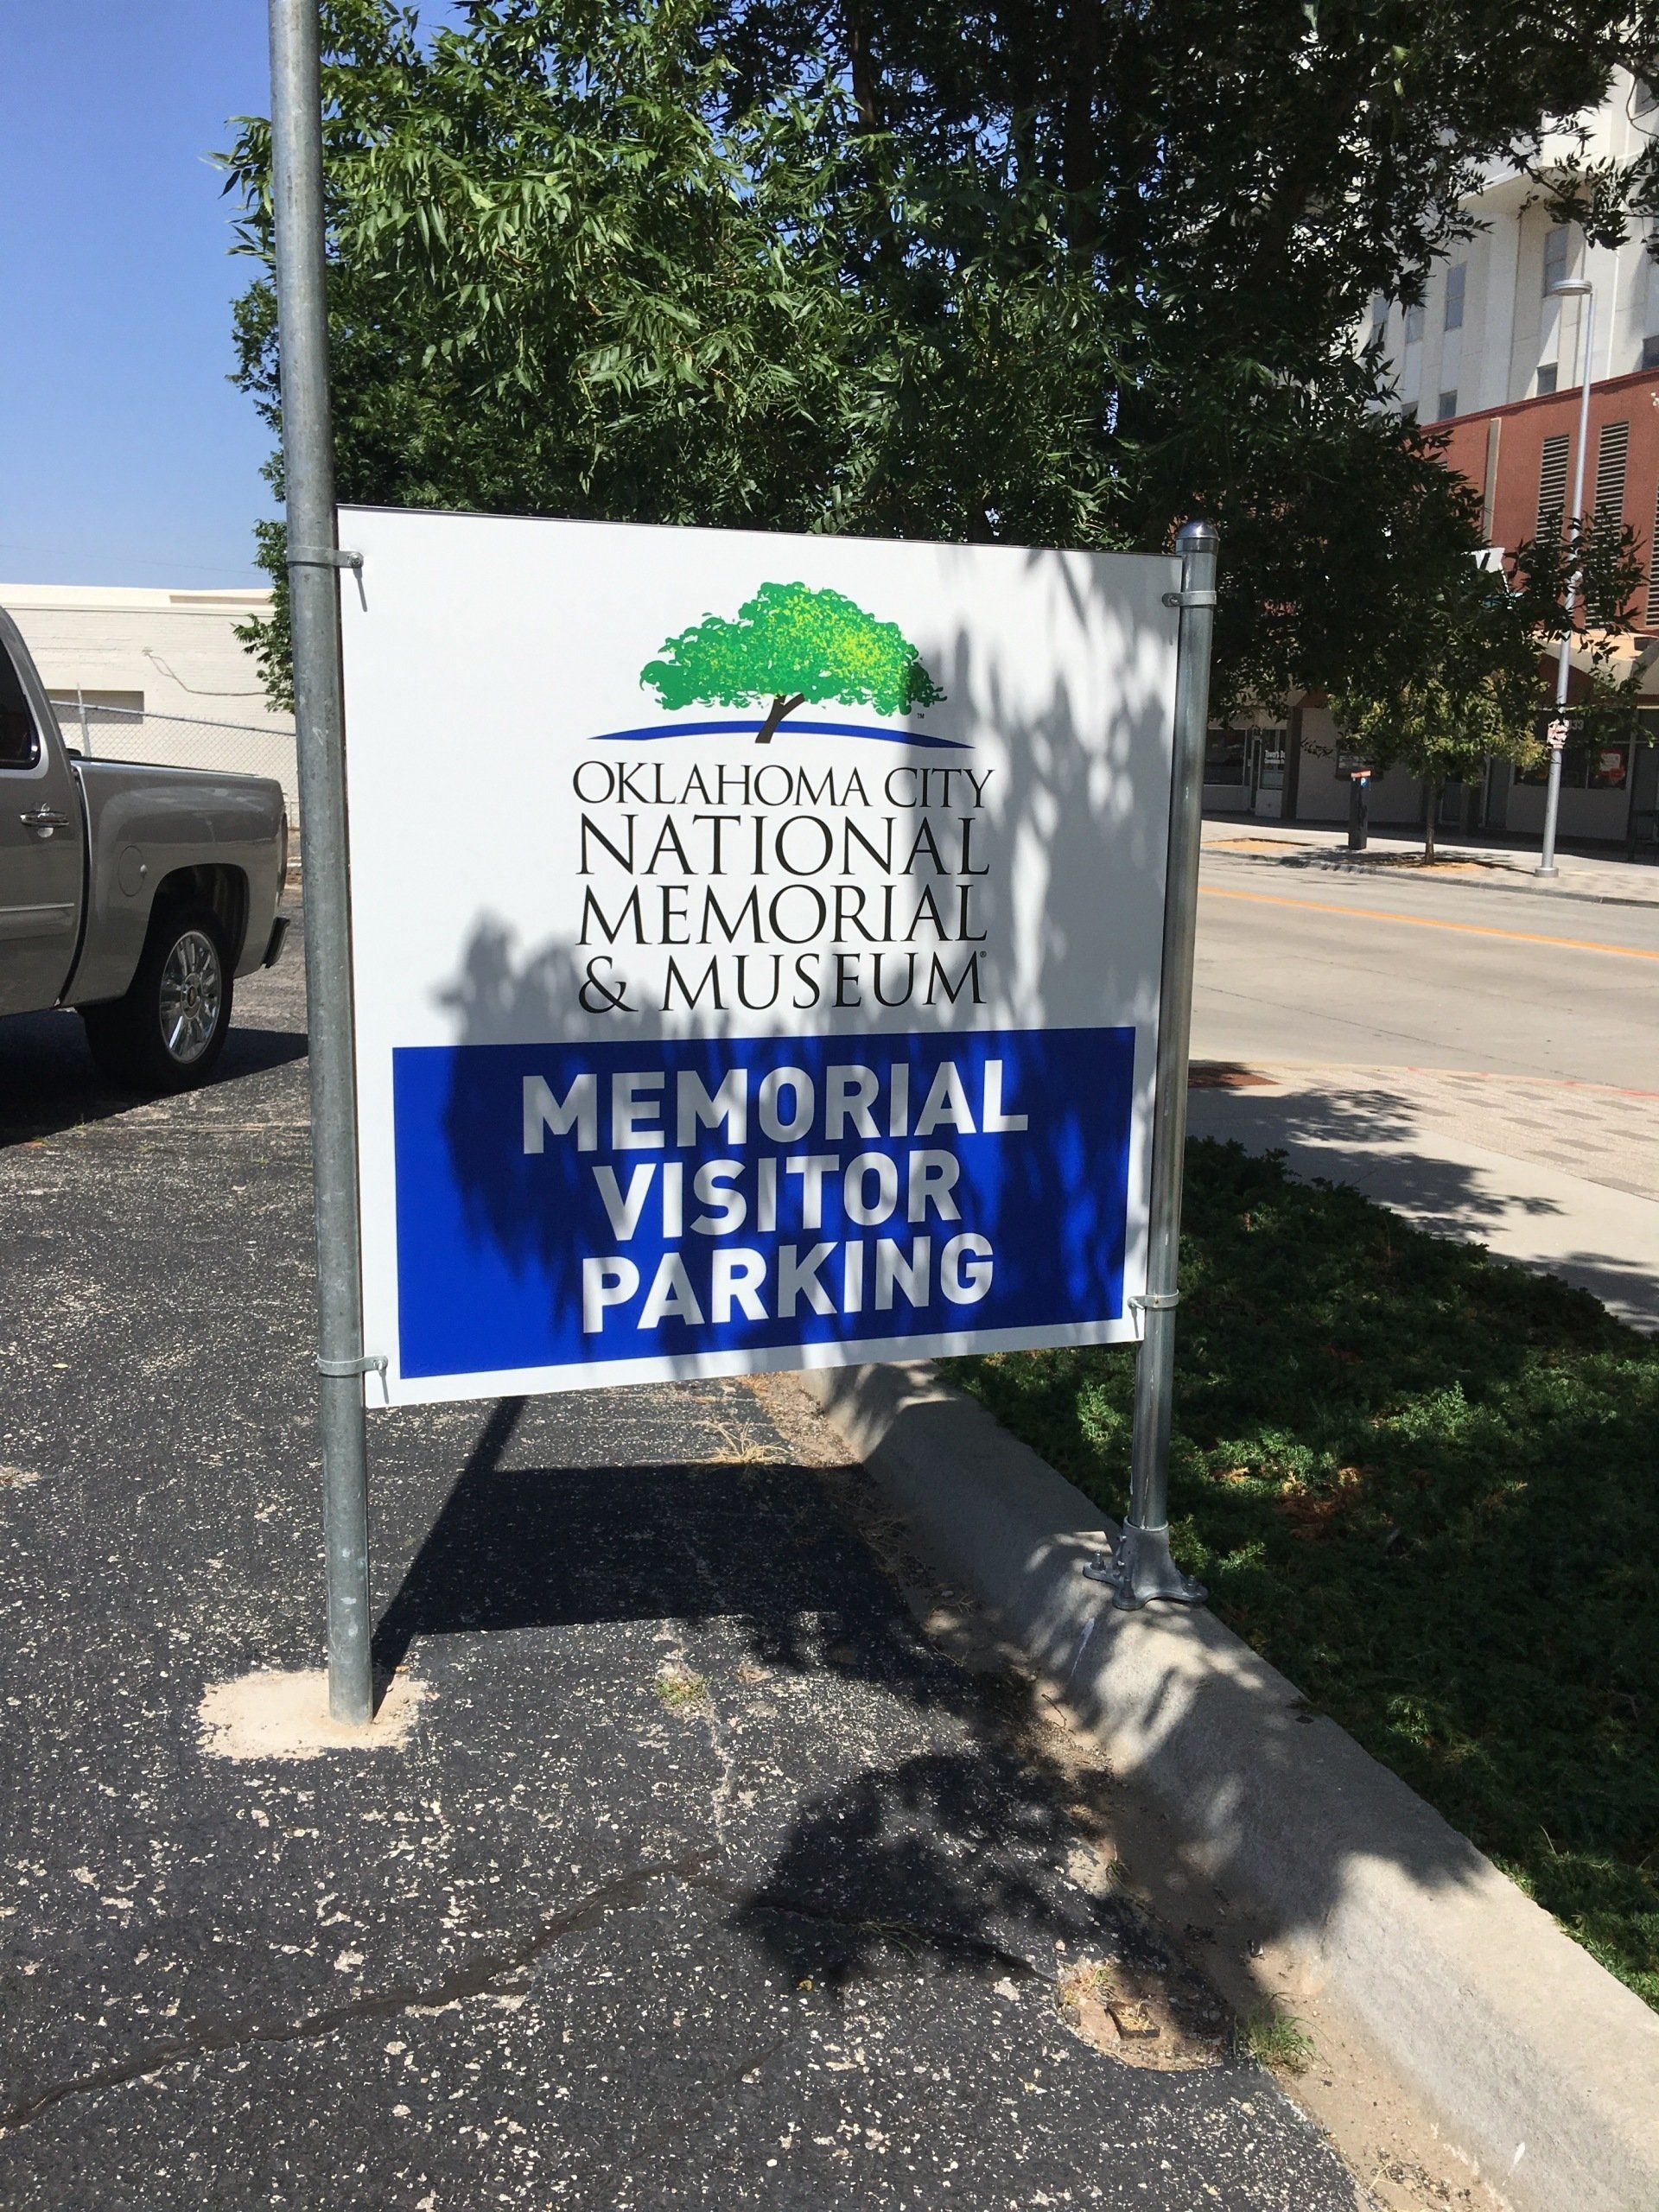 OKLAHOMA CITY
NATIONAL
MEMORIAL
& MUSEUM®
MEMORIAL
VISITOR
PARKING